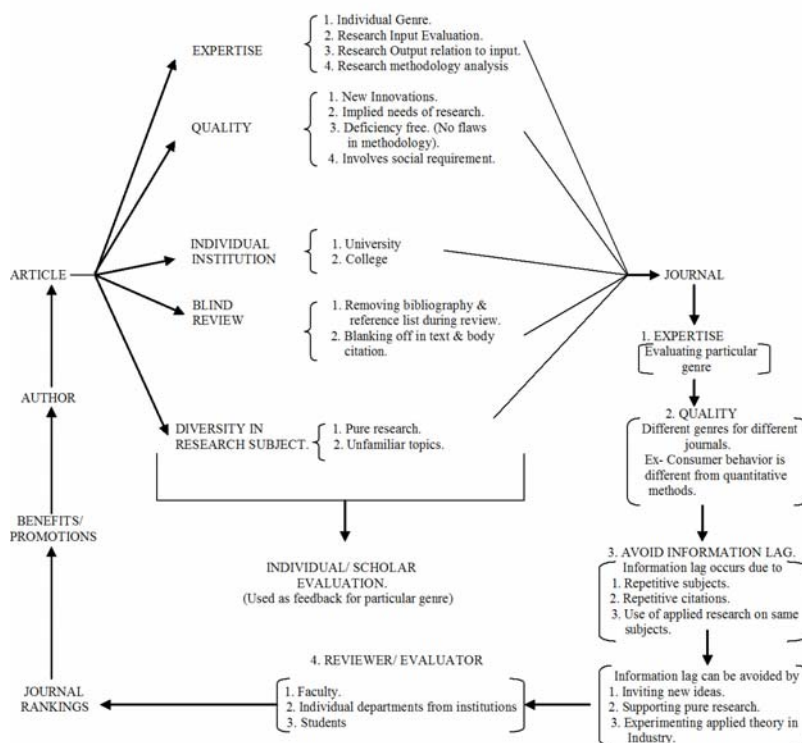 EXPERTISE
1. Individual Genre.
2. Research Input Evaluation.
3. Research Output relation to input.
4. Research methodology analysis
QUALITY
1. New Innovations.
2. Implied needs of research.
3. Deficiency free. (No flaws
in methodology).
4. Involves social requirement.
INDIVIDUAL
INSTITUTION
1. University
2. College
ARTICLE
JOURNAL
BLIND
REVIEW
1. Removing bibliography &
reference list during review.
2. Blanking off in text & body
citation.
1. EXPERTISE
Evaluating particular
genre
AUTHOR
DIVERSITY IN
RESEARCH SUBJECT.
1. Pure research.
2. Unfamiliar topics.
2. QUALITY
Different genres for different
journals.
Ex- Consumer behavior is
different from quantitative
methods.
BENEFITS/
PROMOTIONS
INDIVIDUAL/ SCHOLAR
EVALUATION.
(Used as feedback for particular genre)
3. AVOID INFORMATION LAG.
Information lag occurs due to
1. Repetitive subjects.
2. Repetitive citations.
3. Use of applied research on same
subjects.
4. REVIEWER/ EVALUATOR
1. Faculty.
2. Individual departments from institutions
3. Students
JOURNAL
RANKINGS
Information lag can be avoided by
1. Inviting new ideas.
2. Supporting pure research.
3. Experimenting applied theory in
Industry.